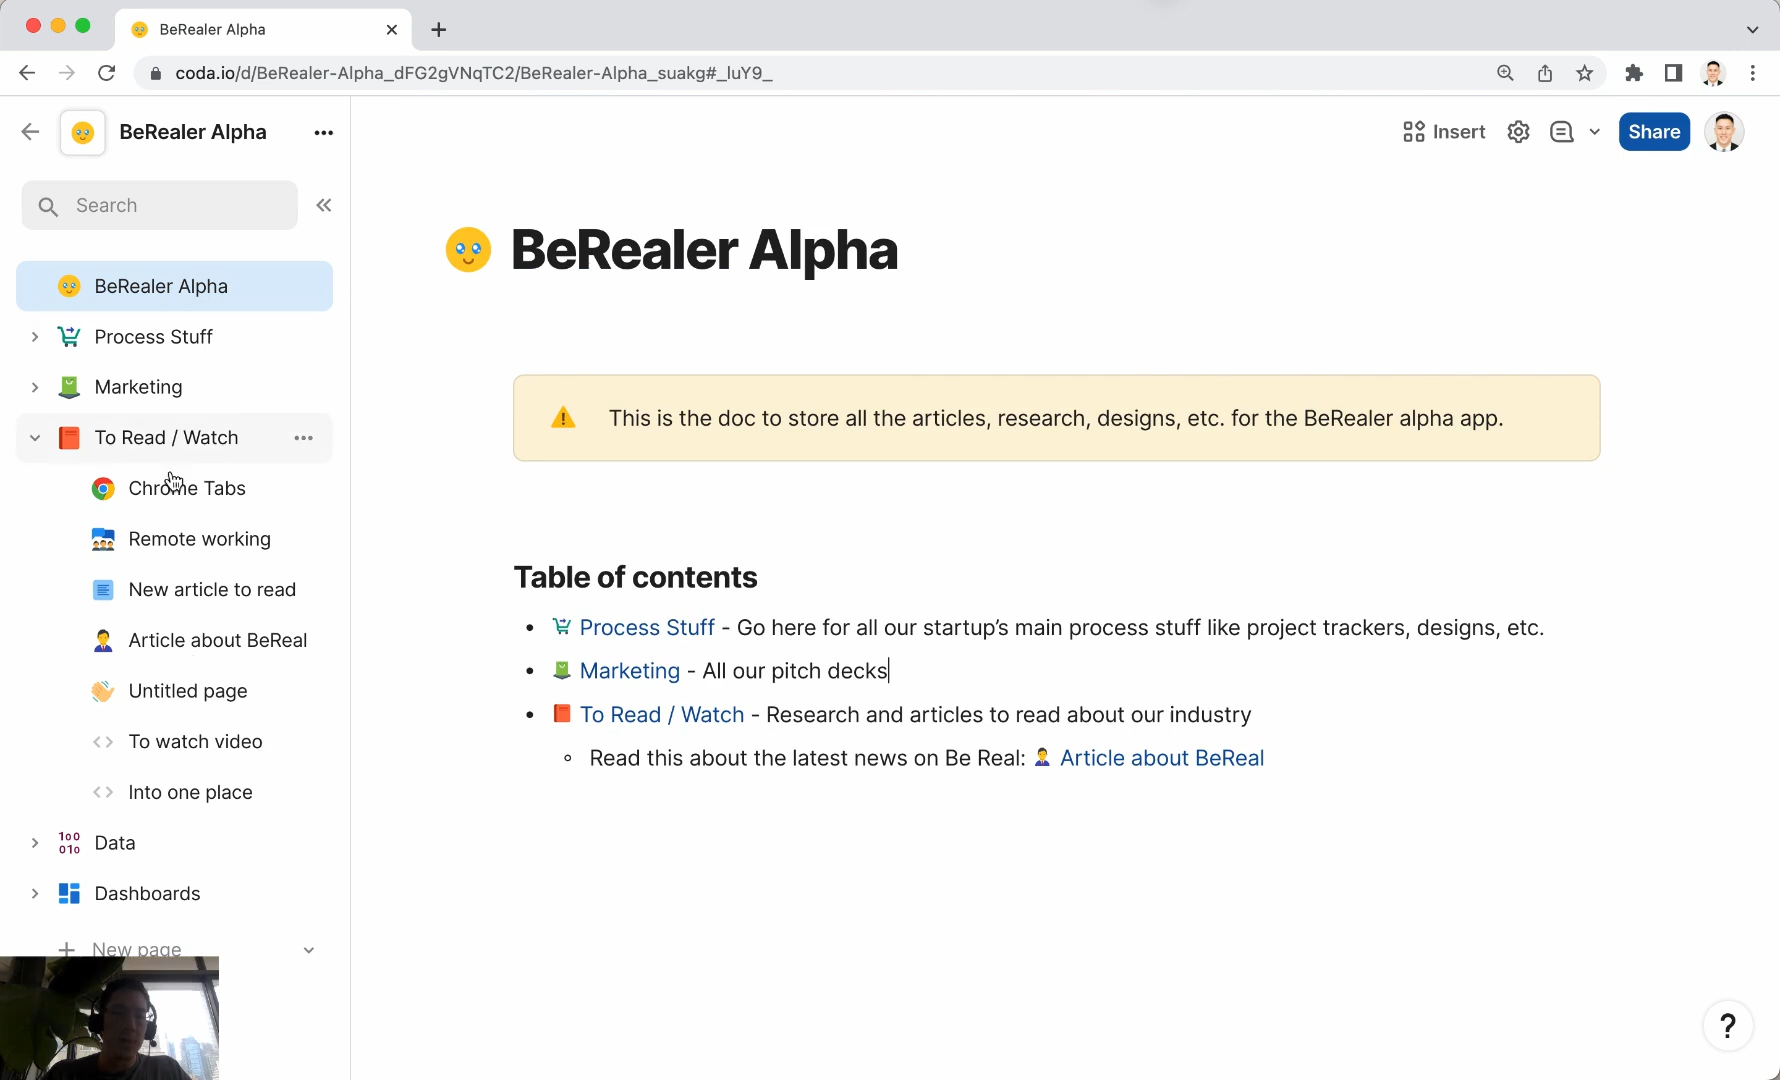 BeRealer Alpha
coda.io/d/BeRealer-Alpha_dFG2gVNqTC2/BeRealer-Alpha_suakg#_luY9_
BeRealer Alpha
Insert
Share
Search
BeRealer Alpha
BeRealer Alpha
Process Stuff
Marketing
To Read / Watch
Chrome Tabs
Remote working
New article to read
Article about BeReal
Untitled page
To watch video
Into one place
Data
Dashboards
New page
This is the doc to store all the articles, research, designs, etc. for the BeRealer alpha app.
Table of contents
• Process Stuff - Go here for all our startup’s main process stuff like project trackers, designs, etc.
• Marketing - All our pitch decks
• To Read / Watch - Research and articles to read about our industry
◦ Read this about the latest news on Be Real: Article about BeReal
?